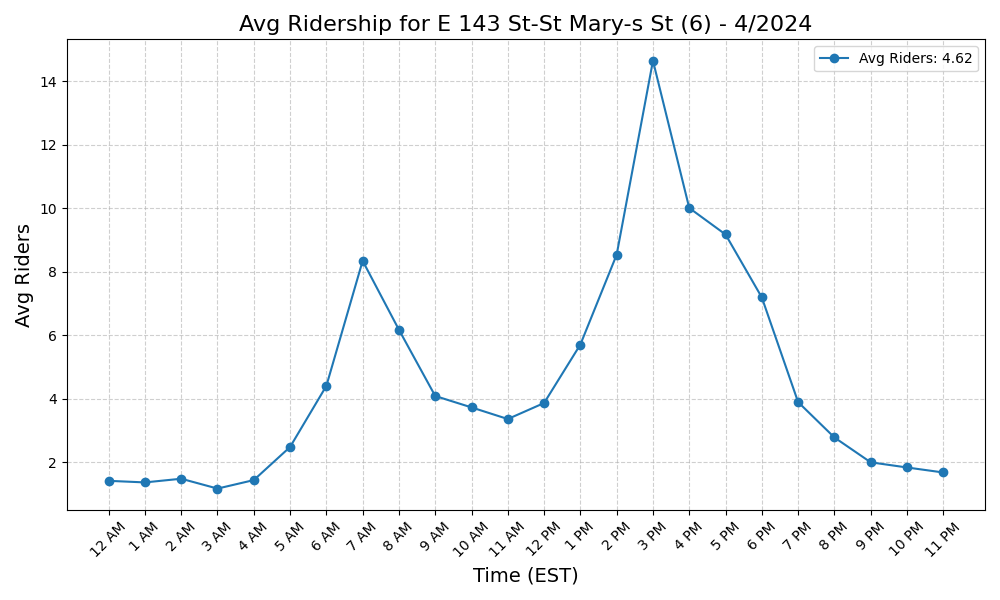 Avg Ridership for E 143 St-St Mary-s St (6) - 4/2024
Avg Riders: 4.62
Avg Riders
14
12
10
8
6
4
2
12 AM
1 AM
2 AM
3 AM
4 AM
5 AM
6 AM
7 AM
8 AM
9 AM
10 AM
11 AM
12 PM
1 PM
2 PM
3 PM
4 PM
5 PM
6 PM
7 PM
8 PM
9 PM
10 PM
11 PM
Time (EST)